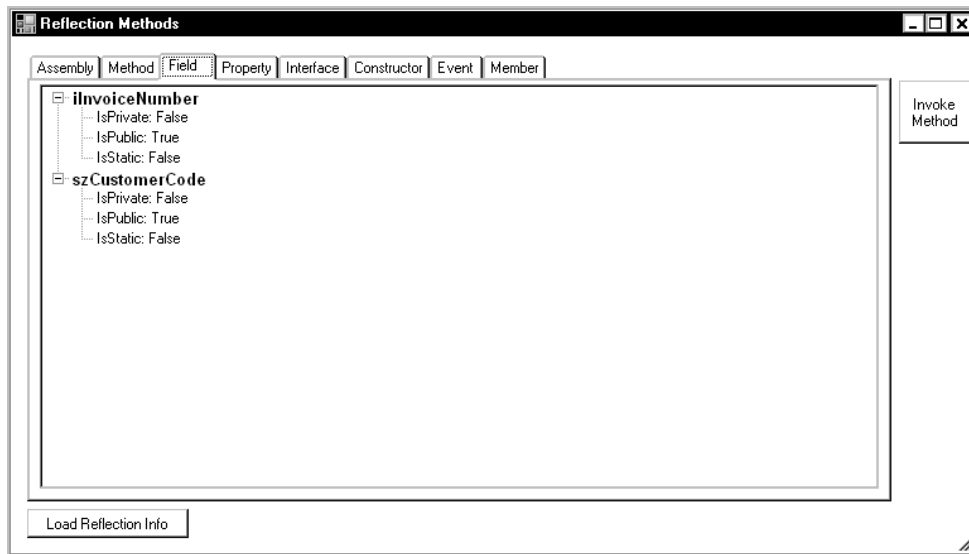 Reflection Methods
Assembly Method Field Property Interface Constructor Event Member
iInvoiceNumber
IsPrivate: False
IsPublic: True
IsStatic: False
szCustomerCode
IsPrivate: False
IsPublic: True
IsStatic: False
Invoke
Method
Load Reflection Info